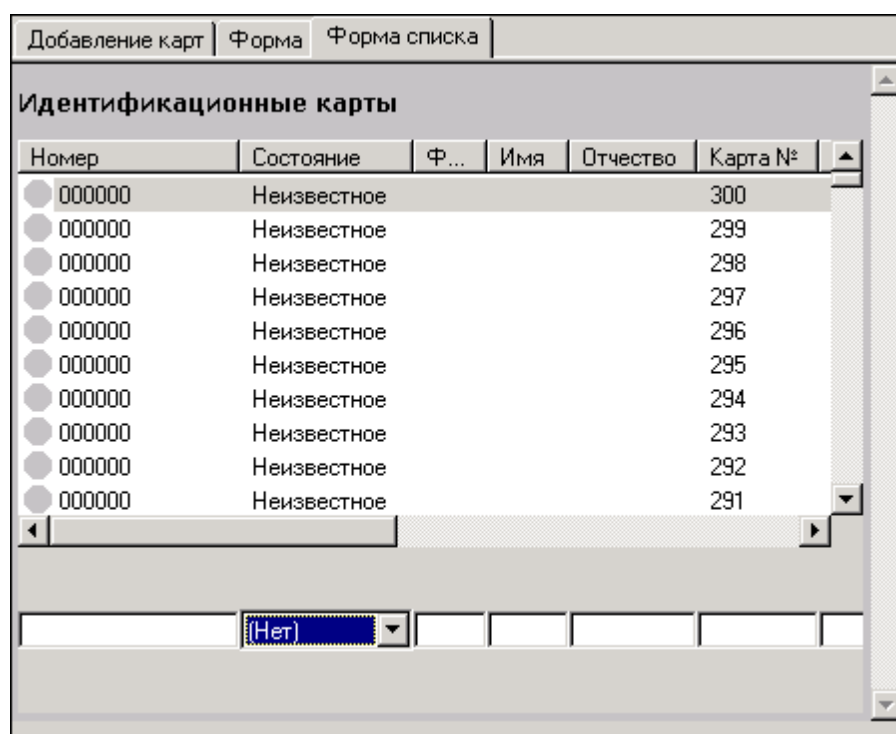 Добавление карт Форма Форма списка
Идентификационные карты
Номер Состояние Ф... Имя Отчество Карта №
000000 Неизвестное 300
000000 Неизвестное 299
000000 Неизвестное 298
000000 Неизвестное 297
000000 Неизвестное 296
000000 Неизвестное 295
000000 Неизвестное 294
000000 Неизвестное 293
000000 Неизвестное 292
000000 Неизвестное 291
(Нет)